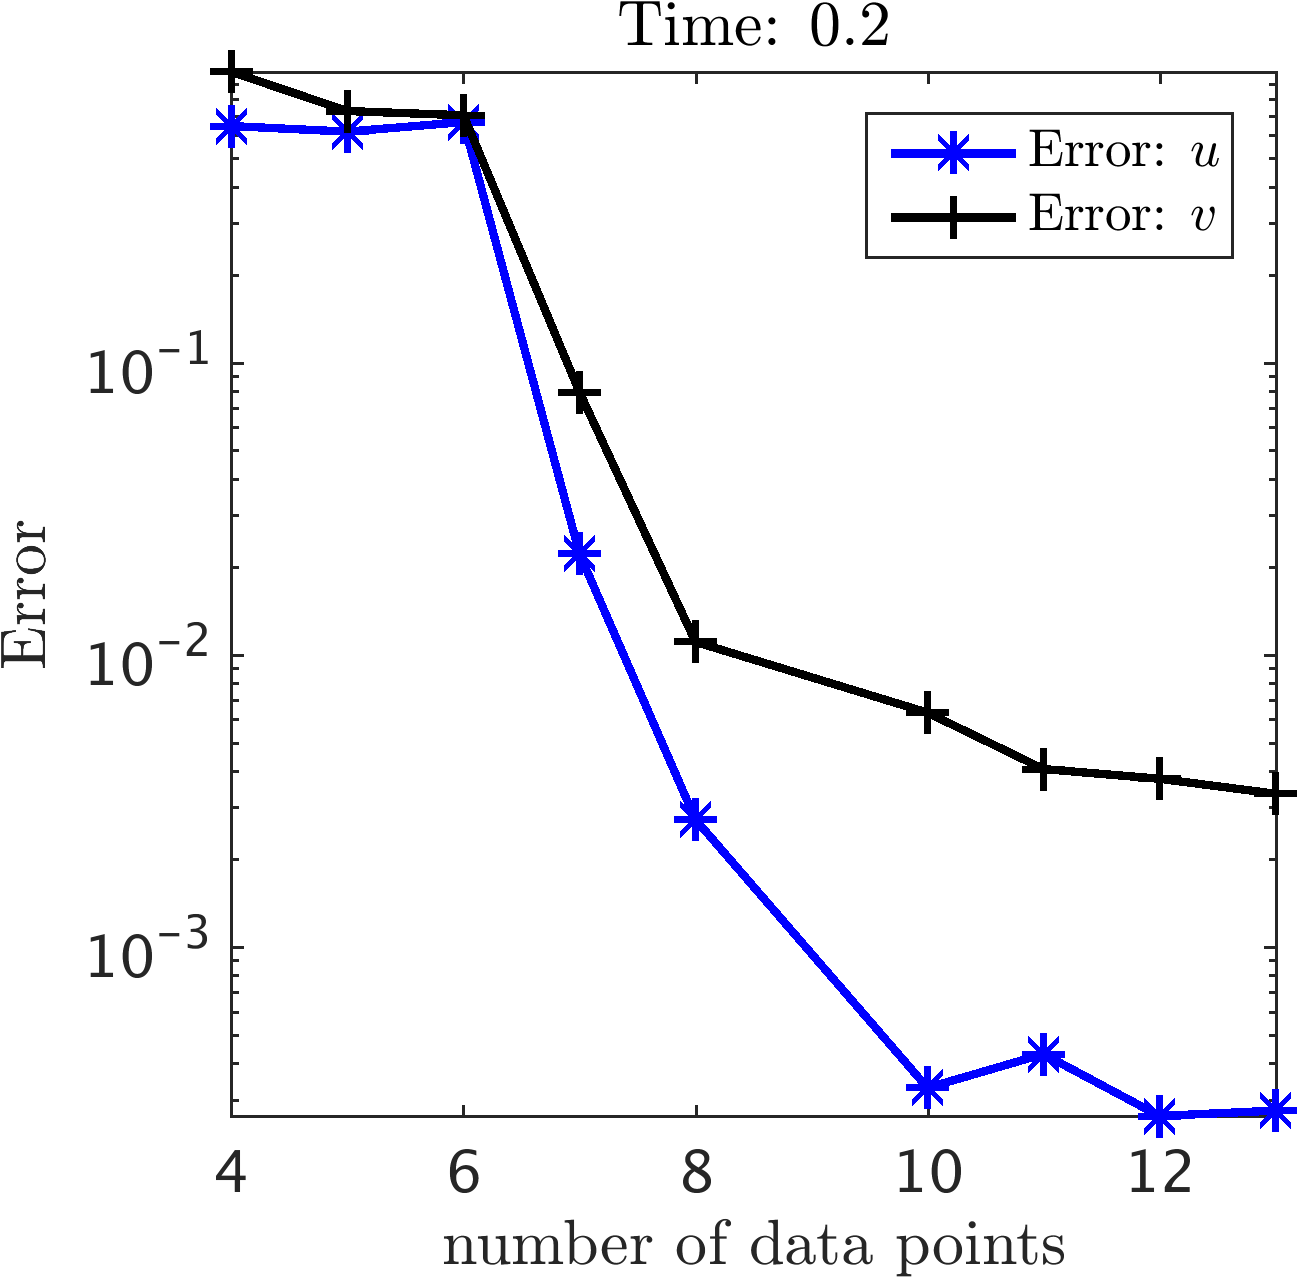 Time: 0.2
Error: u
Error: v
10⁻¹
10⁻²
10⁻³
Error
4 6 8 10 12
number of data points